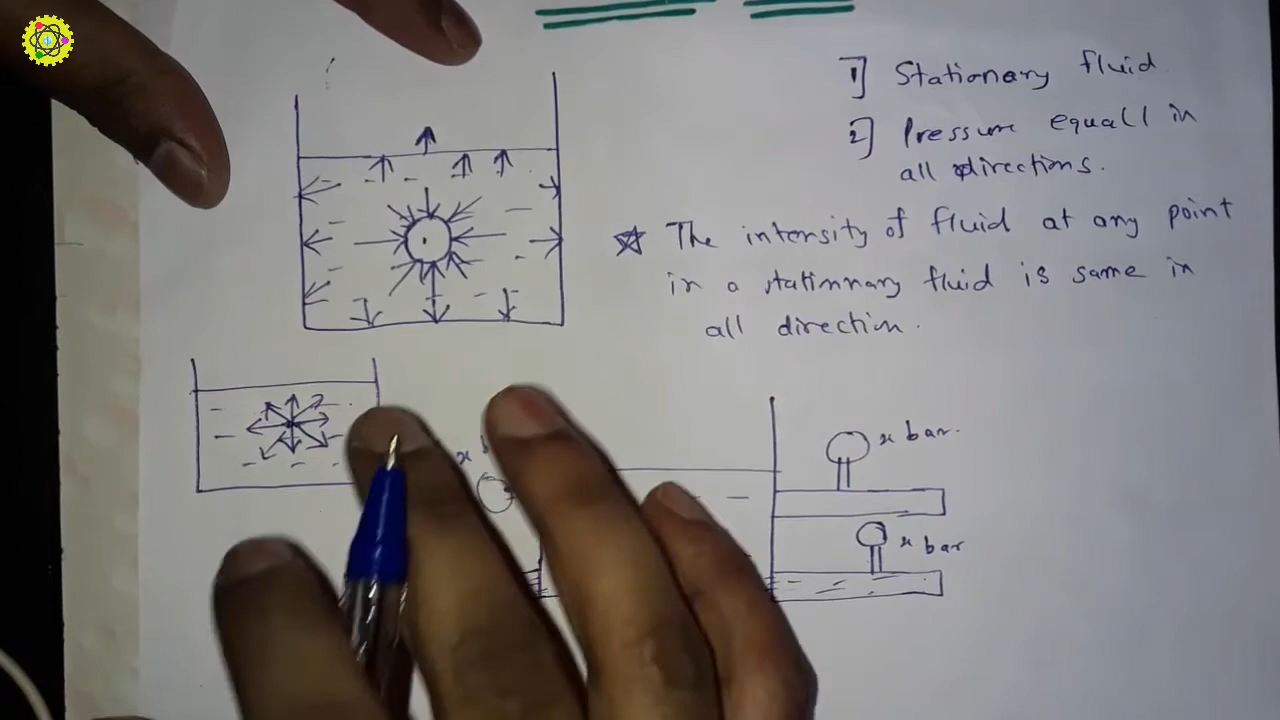 1] Stationary fluid
2] Pressure equall in
all directions.
☆ The intensity of fluid at any point
in a stationnary fluid is same in
all direction.
x bar.
x
x bar